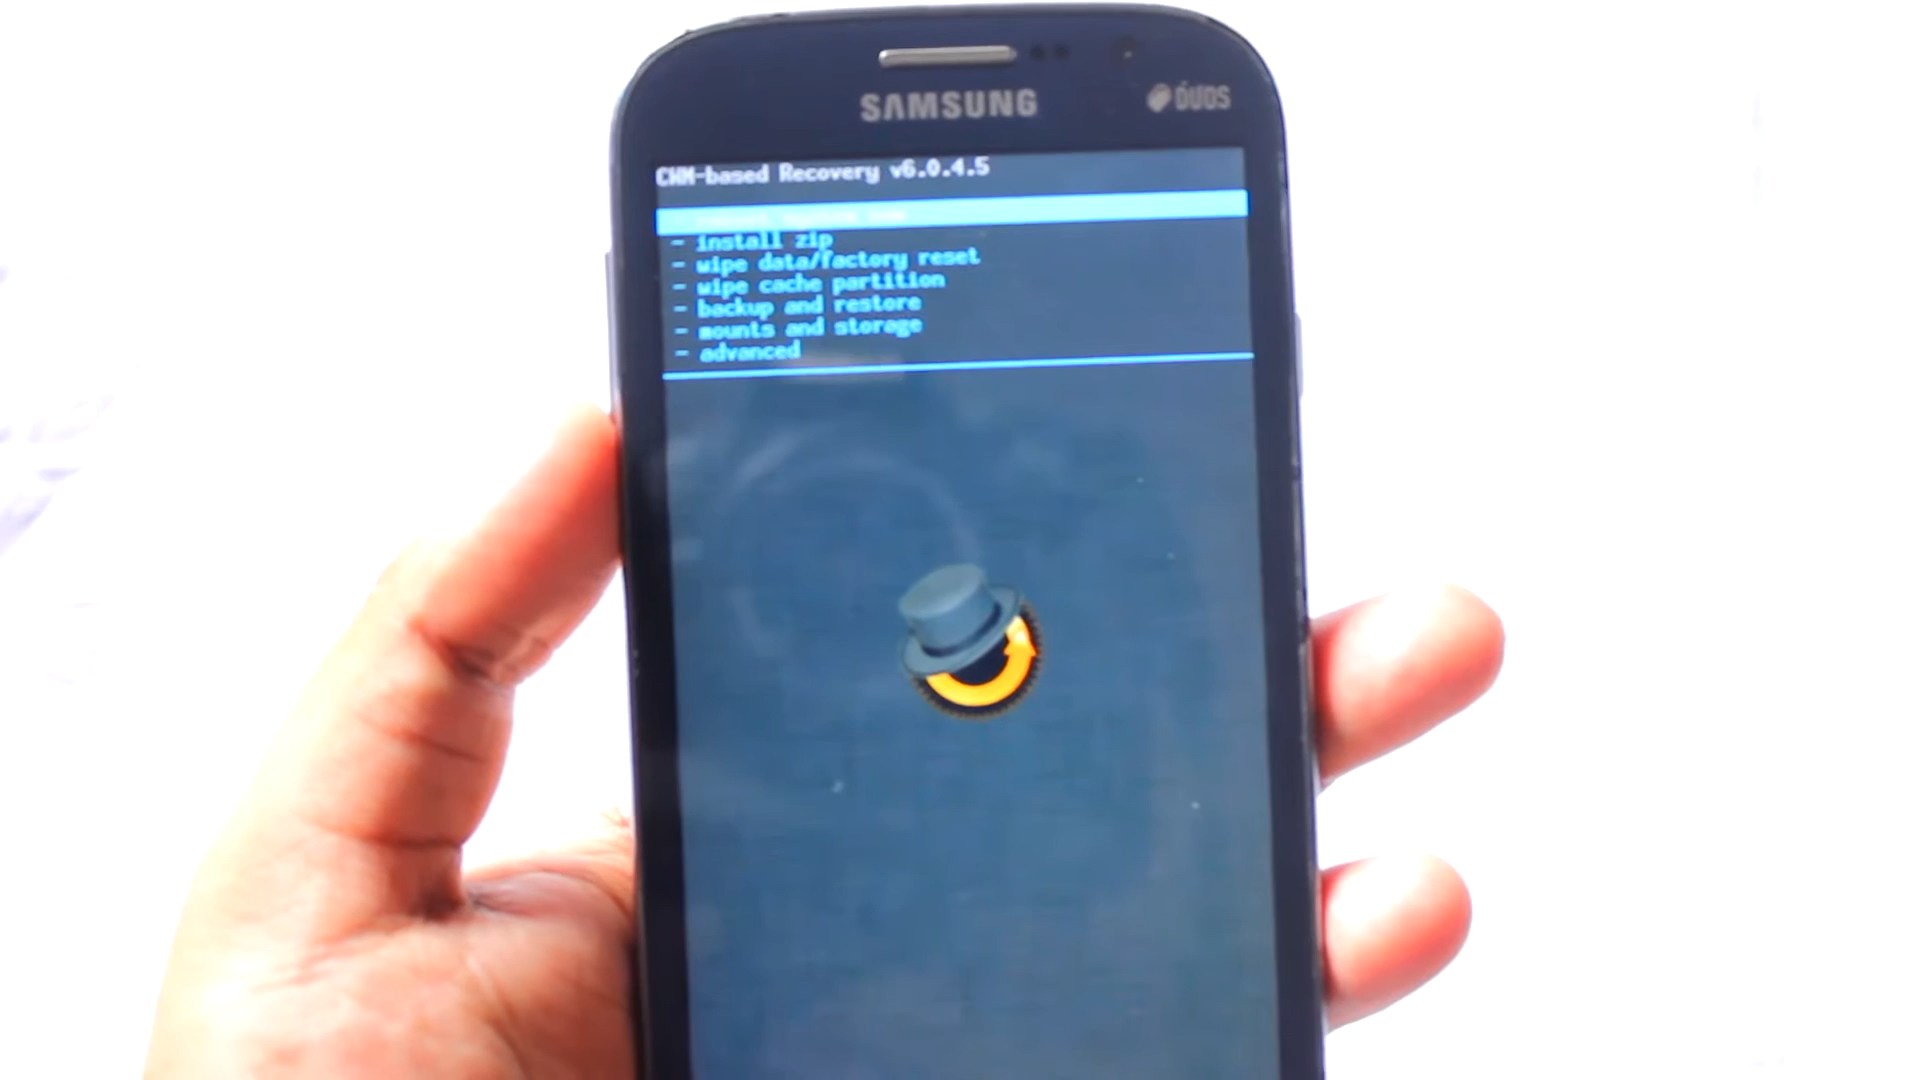 SAMSUNG
DUOS
CWM-based Recovery v6.0.4.5
- install zip
- wipe data/factory reset
- wipe cache partition
- backup and restore
- mounts and storage
- advanced